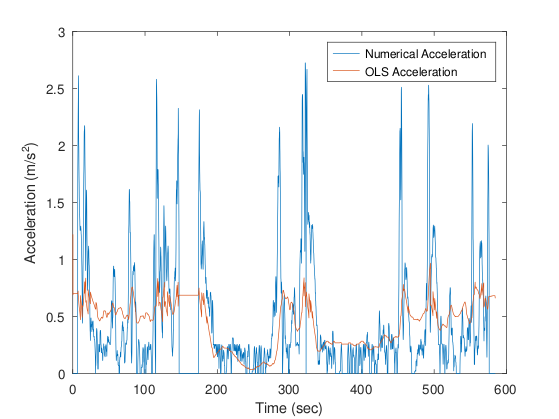 3
2.5
2
1.5
1
0.5
0
Acceleration (m/s²)
Numerical Acceleration
OLS Acceleration
0 100 200 300 400 500 600
Time (sec)